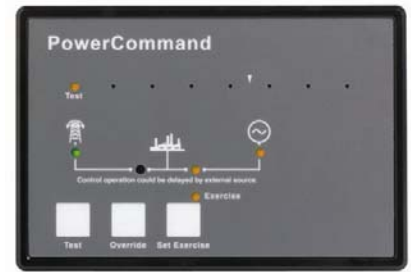 PowerCommand
Test
Control operation could be delayed by external source
Exercise
Test Override Set Exercise